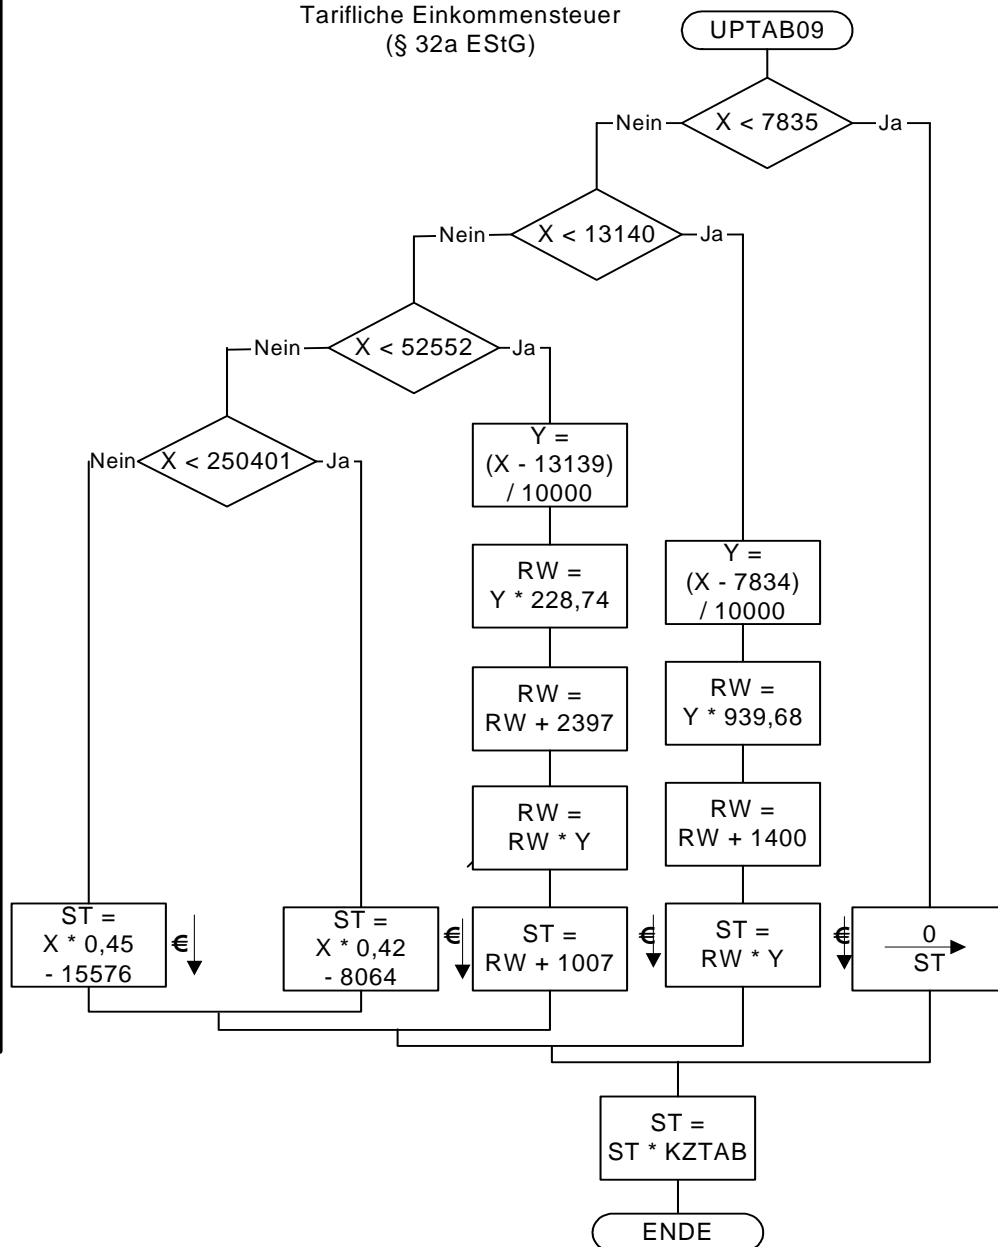 Tarifliche Einkommensteuer
(§ 32a EStG)
UPTAB09
Nein
X < 7835
Ja
Nein
X < 13140
Ja
Nein
X < 52552
Ja
Nein
X < 250401
Ja
Y =
(X - 13139)
/ 10000
RW =
Y * 228,74
RW =
RW + 2397
RW =
RW * Y
Y =
(X - 7834)
/ 10000
RW =
Y * 939,68
RW =
RW + 1400
ST =
X * 0,45
- 15576
€
ST =
X * 0,42
- 8064
€
ST =
RW + 1007
€
ST =
RW * Y
€
0
ST
ST =
ST * KZTAB
ENDE